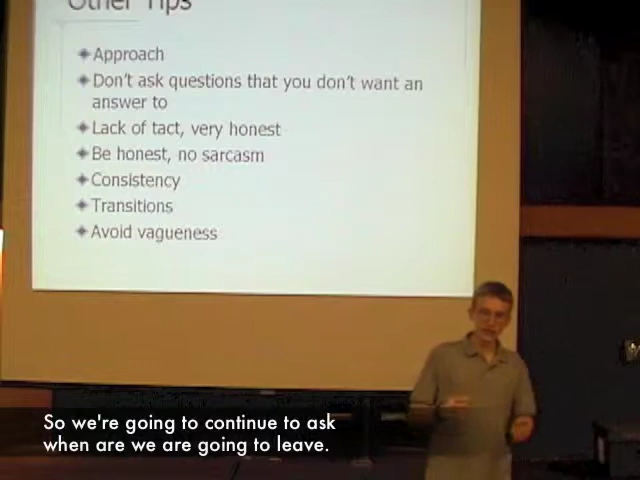 Other Tips
Approach
Don't ask questions that you don't want an
answer to
Lack of tact, very honest
Be honest, no sarcasm
Consistency
Transitions
Avoid vagueness
So we're going to continue to ask
when are we are going to leave.